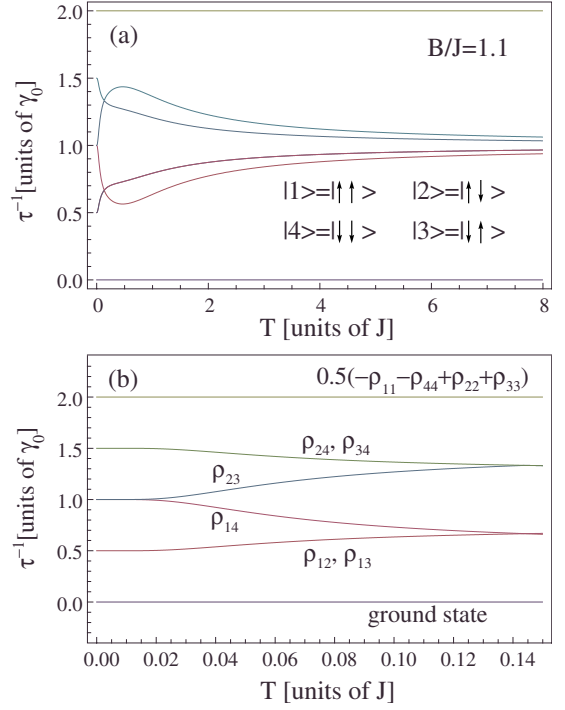 (a)
B/J=1.1
2.0
1.5
1.0
0.5
0.0
τ⁻¹[units of γ₀]
|1>=|↑↑> |2>=|↑↓>
|4>=|↓↓> |3>=|↓↑>
0 2 4 6 8
T [units of J]
(b)
0.5(-ρ₁₁-ρ₄₄+ρ₂₂+ρ₃₃)
2.0
1.5
1.0
0.5
0.0
τ⁻¹[units of γ₀]
ρ₂₄, ρ₃₄
ρ₂₃
ρ₁₄
ρ₁₂, ρ₁₃
ground state
0.00 0.02 0.04 0.06 0.08 0.10 0.12 0.14
T [units of J]